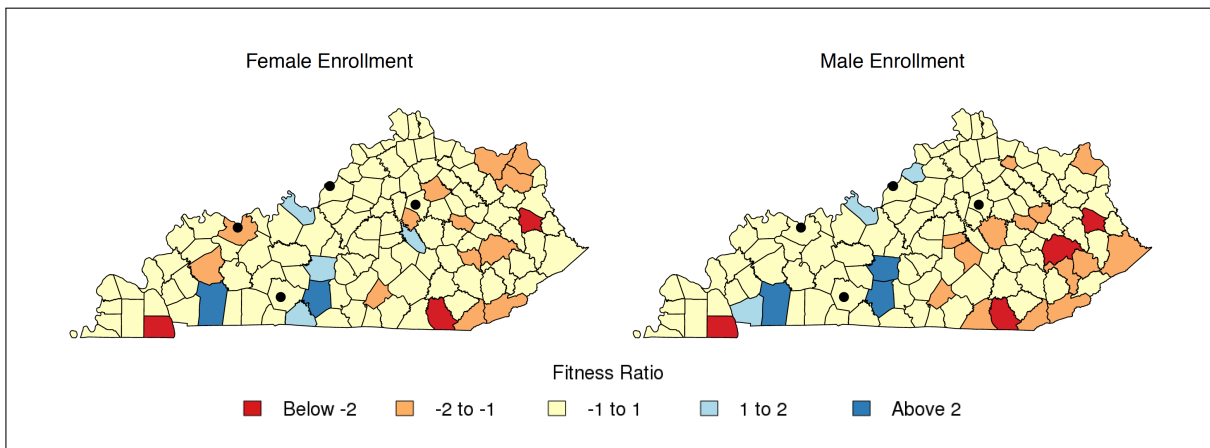 Female Enrollment
Male Enrollment
Fitness Ratio
Below -2
-2 to -1
-1 to 1
1 to 2
Above 2